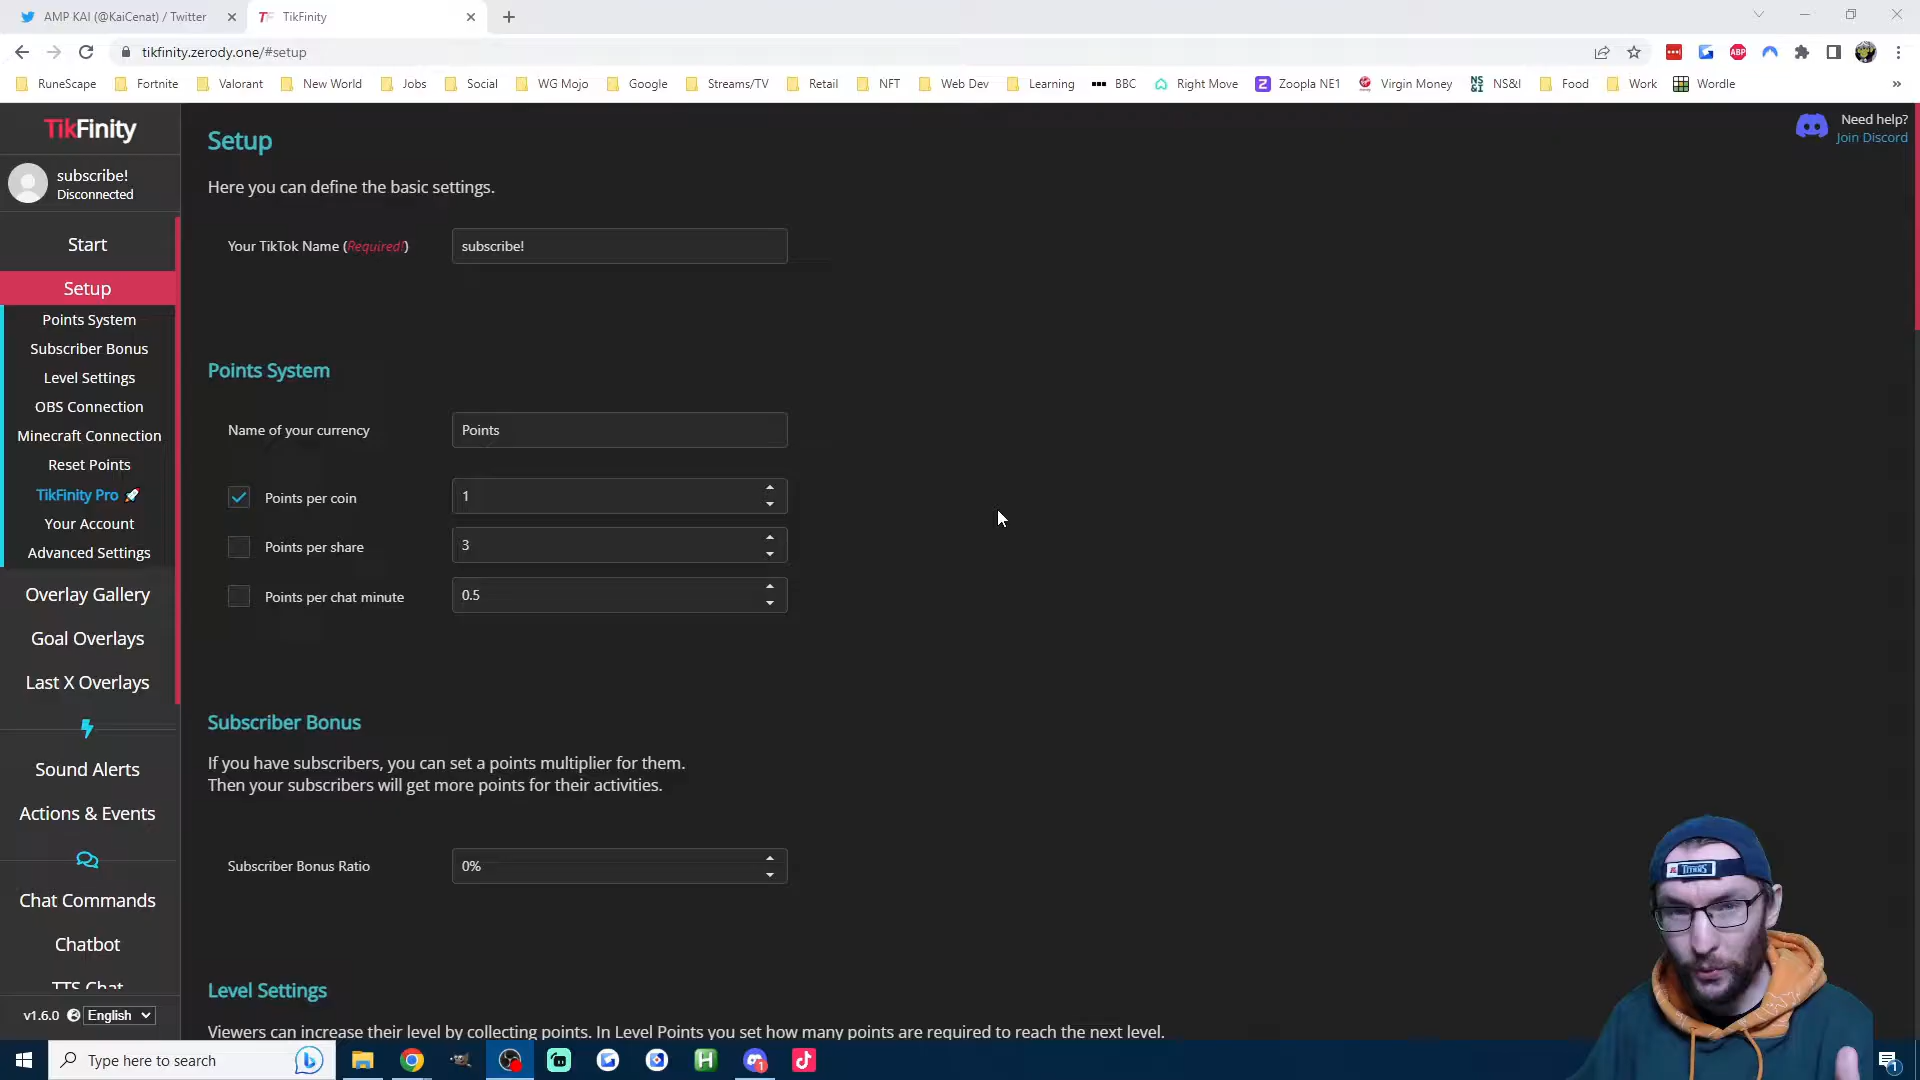 AMP KAI (@KaiCenat) / Twitter
TikFinity
tikfinity.zerody.one/#setup
RuneScape
Fortnite
Valorant
New World
Jobs
Social
WG Mojo
Google
Streams/TV
Retail
NFT
Web Dev
Learning
BBC
Right Move
Zoopla NE1
Virgin Money
NS&I
Food
Work
Wordle
TikFinity
subscribe!
Disconnected
Start
Setup
Points System
Subscriber Bonus
Level Settings
OBS Connection
Minecraft Connection
Reset Points
TikFinity Pro 🚀
Your Account
Advanced Settings
Overlay Gallery
Goal Overlays
Last X Overlays
Sound Alerts
Actions & Events
Chat Commands
Chatbot
TTS Chat
v1.6.0
English
Setup
Here you can define the basic settings.
Your TikTok Name (Required!)
subscribe!
Points System
Name of your currency
Points
Points per coin
1
Points per share
3
Points per chat minute
0.5
Subscriber Bonus
If you have subscribers, you can set a points multiplier for them.
Then your subscribers will get more points for their activities.
Subscriber Bonus Ratio
0%
Level Settings
Viewers can increase their level by collecting points. In Level Points you set how many points are required to reach the next level.
Need help?
Join Discord
TITANS
Type here to search